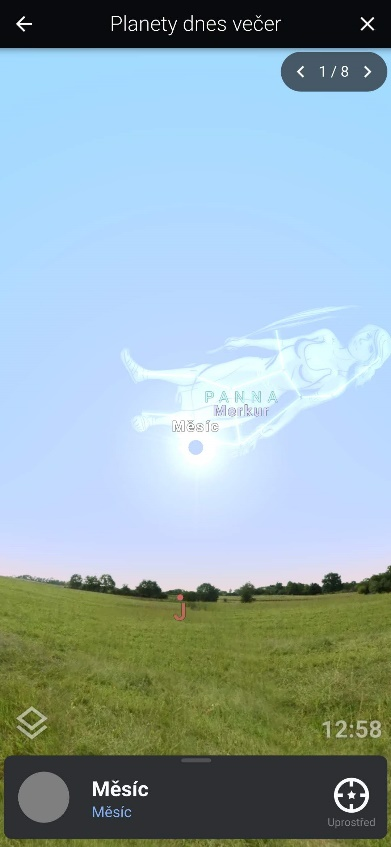 Planety dnes večer
1 / 8
PANNA
Merkur
Měsíc
J
12:58
Měsíc
Měsíc
Uprostřed